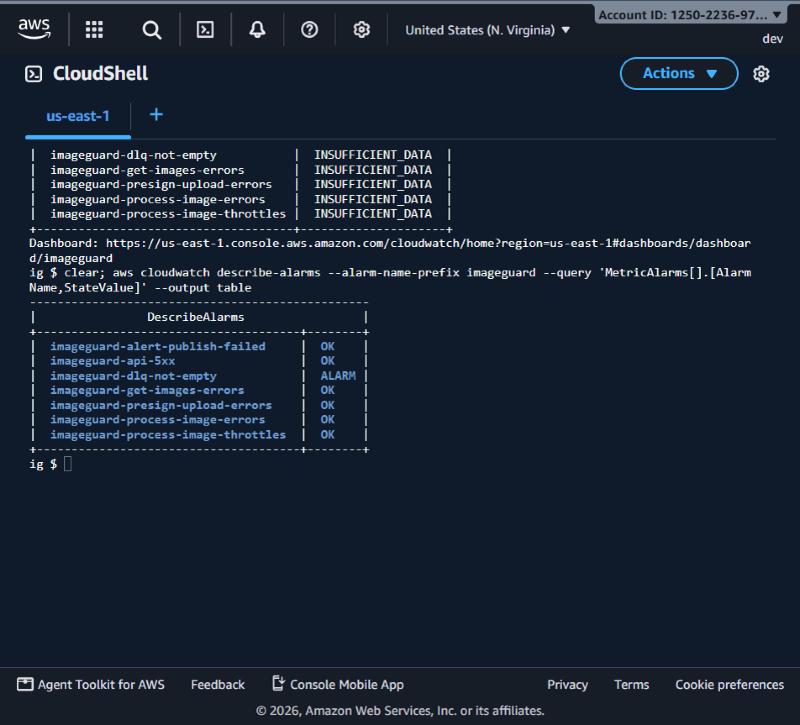 aws
United States (N. Virginia) ▼
Account ID: 1250-2236-97... ▼
dev
CloudShell
Actions ▼
us-east-1
+
| imageguard-dlq-not-empty | INSUFFICIENT_DATA |
| imageguard-get-images-errors | INSUFFICIENT_DATA |
| imageguard-presign-upload-errors | INSUFFICIENT_DATA |
| imageguard-process-image-errors | INSUFFICIENT_DATA |
| imageguard-process-image-throttles | INSUFFICIENT_DATA |
+-------------------------------------+---------------------+
Dashboard: https://us-east-1.console.aws.amazon.com/cloudwatch/home?region=us-east-1#dashboards/dashboar
d/imageguard
ig $ clear; aws cloudwatch describe-alarms --alarm-name-prefix imageguard --query 'MetricAlarms[].[Alarm
Name,StateValue]' --output table
------------------------------------------------
| DescribeAlarms |
+-------------------------------------+--------+
| imageguard-alert-publish-failed | OK |
| imageguard-api-5xx | OK |
| imageguard-dlq-not-empty | ALARM |
| imageguard-get-images-errors | OK |
| imageguard-presign-upload-errors | OK |
| imageguard-process-image-errors | OK |
| imageguard-process-image-throttles | OK |
+-------------------------------------+--------+
ig $
Agent Toolkit for AWS Feedback Console Mobile App Privacy Terms Cookie preferences
© 2026, Amazon Web Services, Inc. or its affiliates.